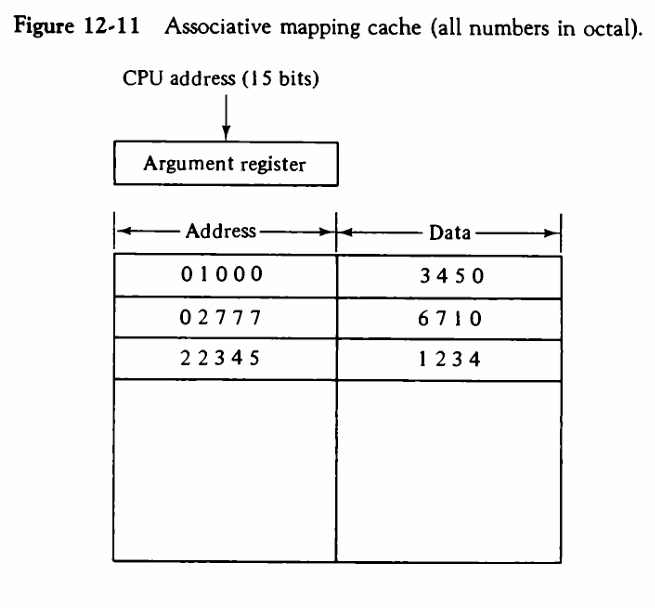 Figure 12-11 Associative mapping cache (all numbers in octal).
CPU address (15 bits)
Argument register
Address Data
01000 3450
02777 6710
22345 1234